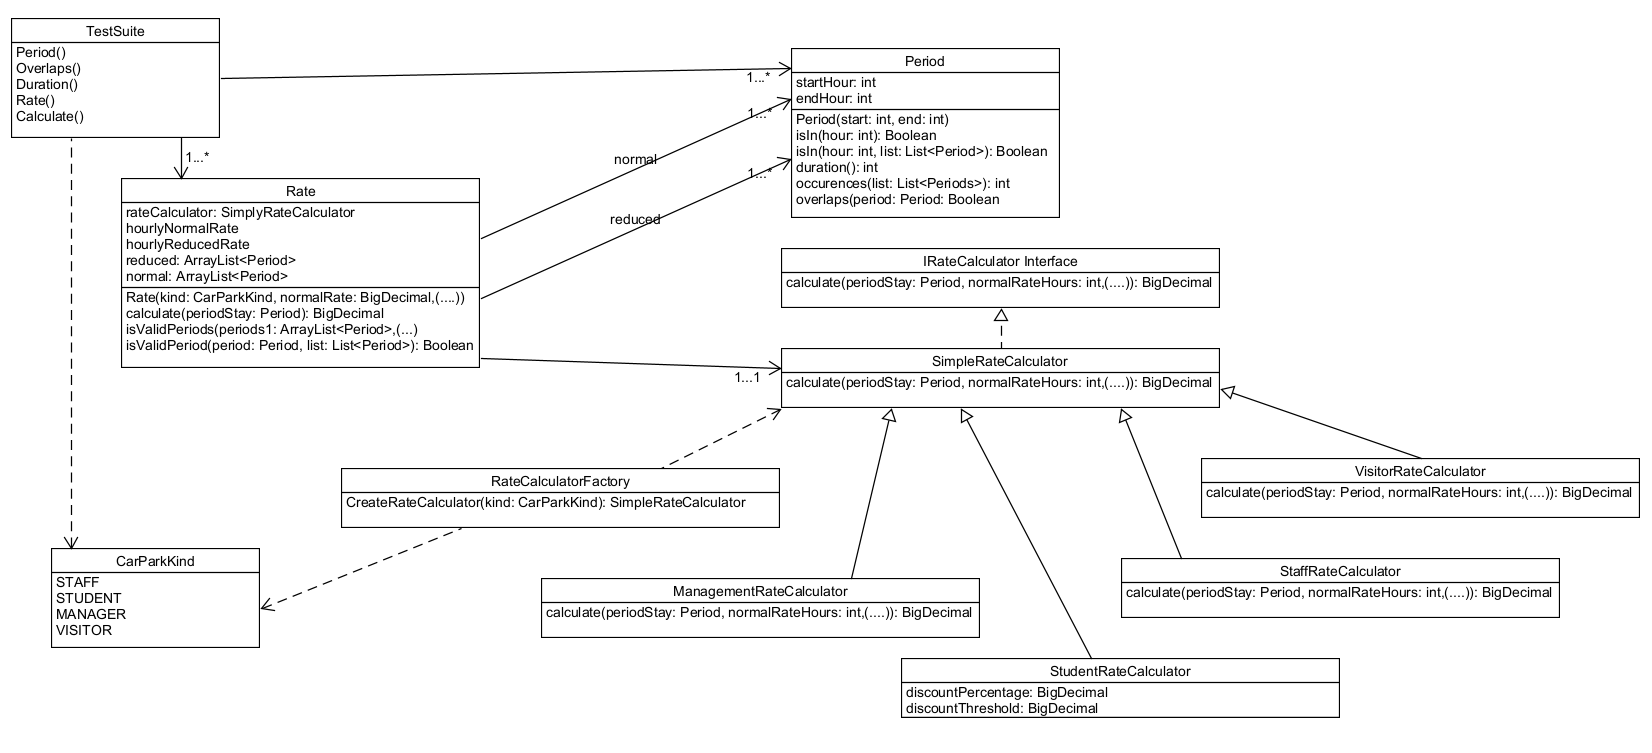 TestSuite
Period()
Overlaps()
Duration()
Rate()
Calculate()
1...*
1...*
Period
startHour: int
endHour: int
Period(start: int, end: int)
isIn(hour: int): Boolean
isIn(hour: int, list: List<Period>): Boolean
duration(): int
occurences(list: List<Periods>): int
overlaps(period: Period: Boolean
1...*
normal
1...*
reduced
Rate
rateCalculator: SimplyRateCalculator
hourlyNormalRate
hourlyReducedRate
reduced: ArrayList<Period>
normal: ArrayList<Period>
Rate(kind: CarParkKind, normalRate: BigDecimal,(....))
calculate(periodStay: Period): BigDecimal
isValidPeriods(periods1: ArrayList<Period>,(...)
isValidPeriod(period: Period, list: List<Period>): Boolean
1...1
IRateCalculator Interface
calculate(periodStay: Period, normalRateHours: int,(....)): BigDecimal
SimpleRateCalculator
calculate(periodStay: Period, normalRateHours: int,(....)): BigDecimal
RateCalculatorFactory
CreateRateCalculator(kind: CarParkKind): SimpleRateCalculator
VisitorRateCalculator
calculate(periodStay: Period, normalRateHours: int,(....)): BigDecimal
CarParkKind
STAFF
STUDENT
MANAGER
VISITOR
ManagementRateCalculator
calculate(periodStay: Period, normalRateHours: int,(....)): BigDecimal
StaffRateCalculator
calculate(periodStay: Period, normalRateHours: int,(....)): BigDecimal
StudentRateCalculator
discountPercentage: BigDecimal
discountThreshold: BigDecimal